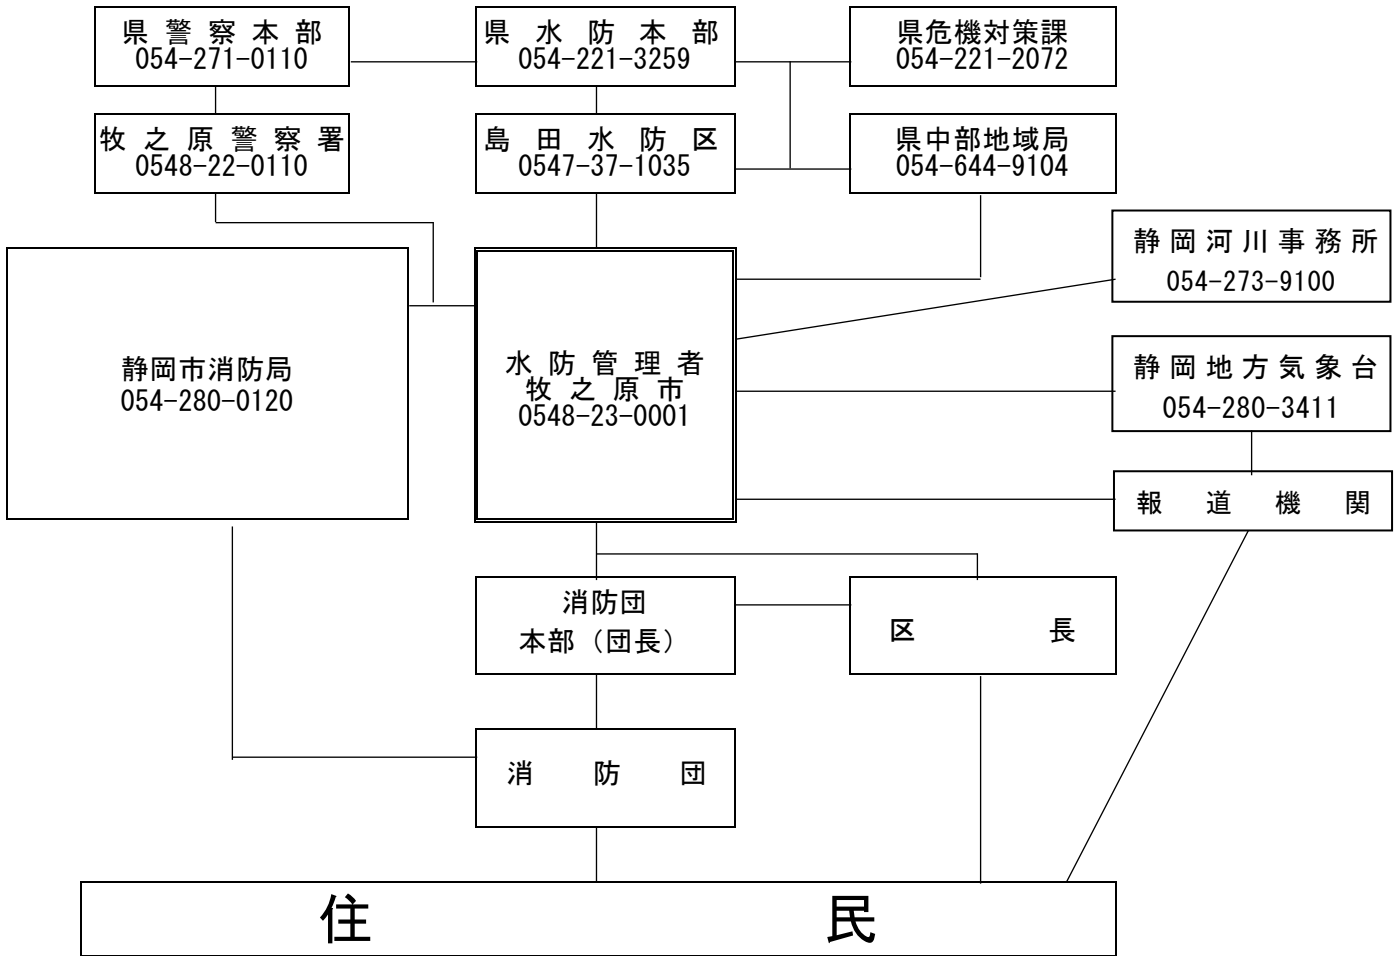 県警察本部
054-271-0110
県水防本部
054-221-3259
県危機対策課
054-221-2072
牧之原警察署
0548-22-0110
島田水防区
0547-37-1035
県中部地域局
054-644-9104
静岡河川事務所
054-273-9100
静岡市消防局
054-280-0120
水防管理者
牧之原市
0548-23-0001
静岡地方気象台
054-280-3411
報道機関
消防団
本部（団長）
区長
消防団
住民